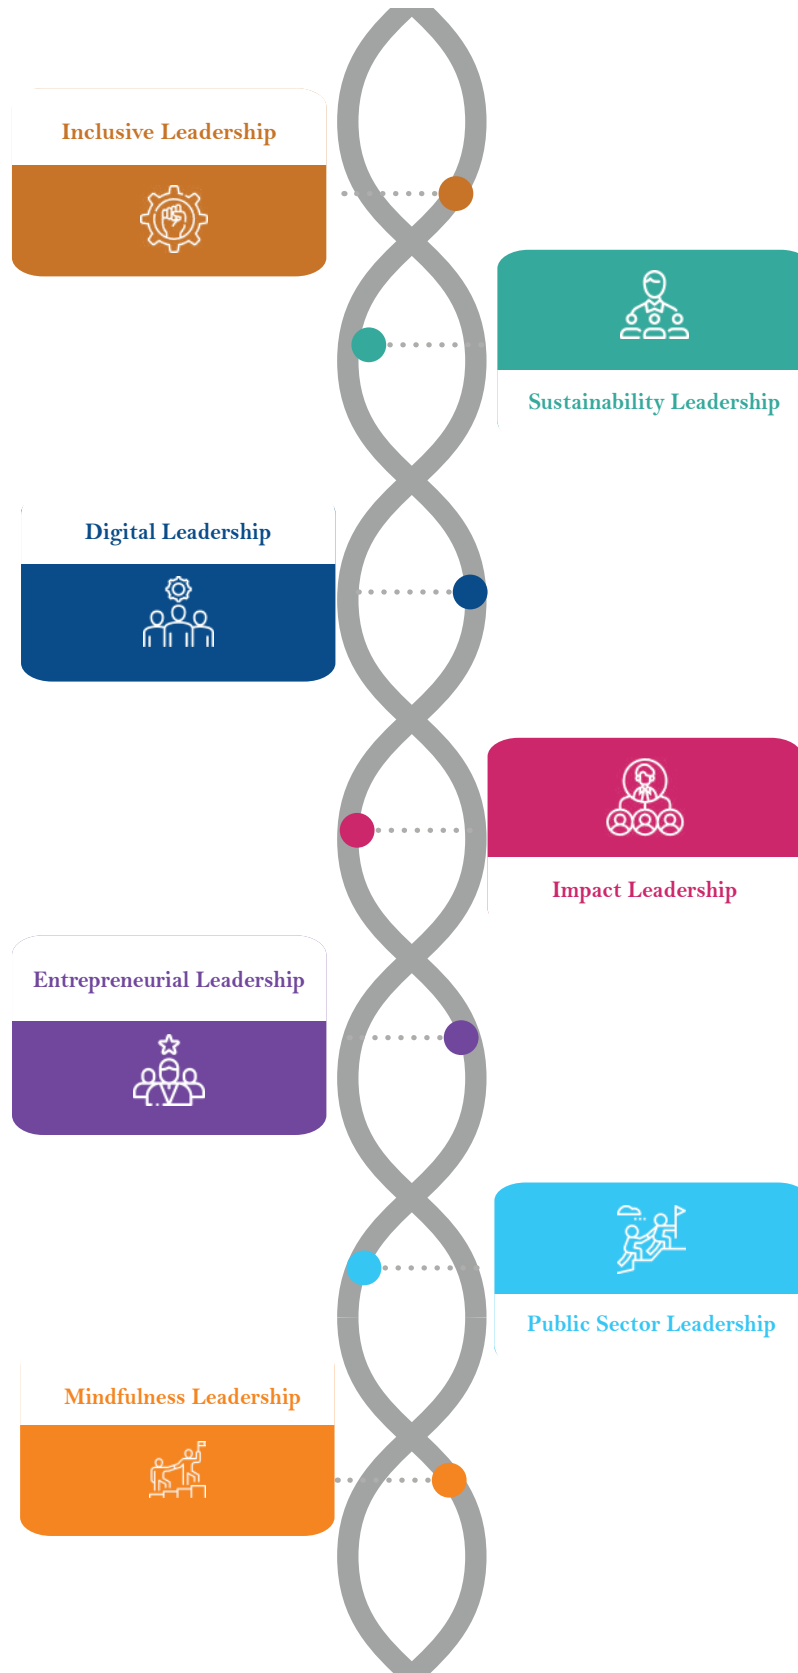 Inclusive Leadership
Sustainability Leadership
Digital Leadership
Impact Leadership
Entrepreneurial Leadership
Public Sector Leadership
Mindfulness Leadership